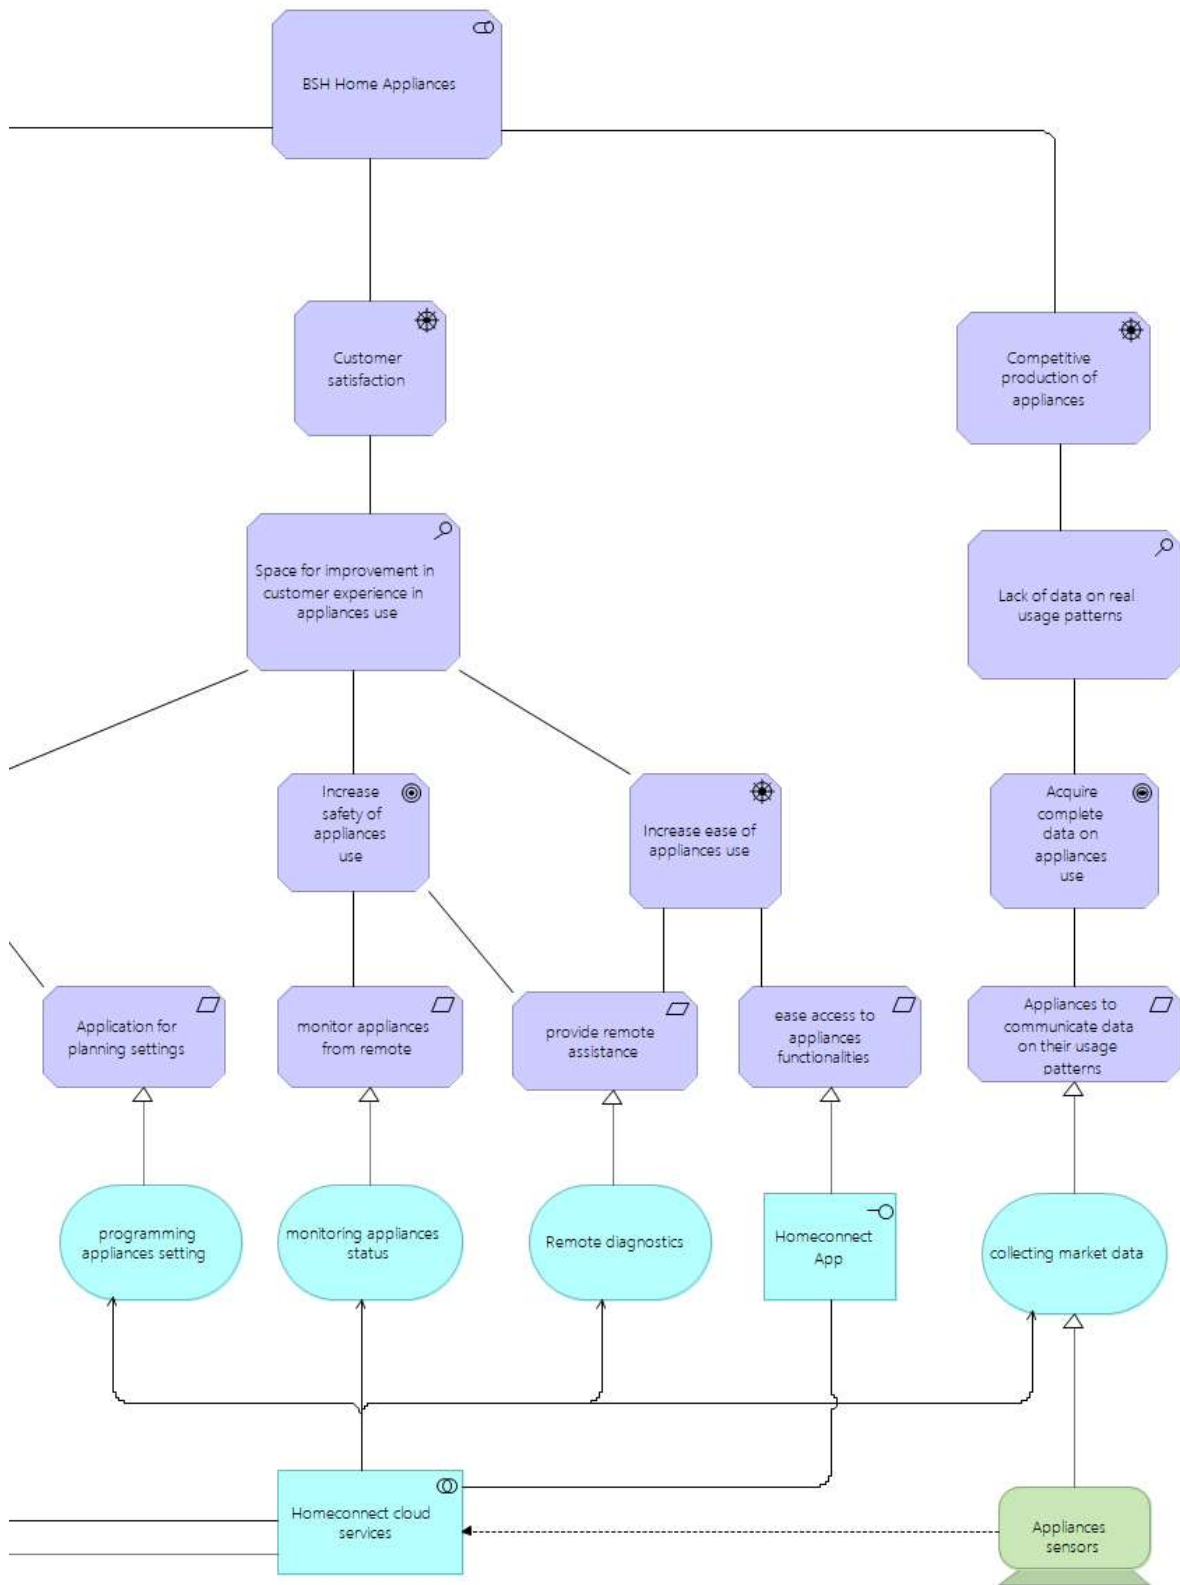 BSH Home Appliances
Customer
satisfaction
Competitive
production of
appliances
Space for improvement in
customer experience in
appliances use
Lack of data on real
usage patterns
Increase
safety of
appliances
use
Increase ease of
appliances use
Acquire
complete
data on
appliances
use
Application for
planning settings
monitor appliances
from remote
provide remote
assistance
ease access to
appliances
functionalities
Appliances to
communicate data
on their usage
patterns
programming
appliances setting
monitoring appliances
status
Remote diagnostics
Homeconnect
App
collecting market data
Homeconnect cloud
services
Appliances
sensors